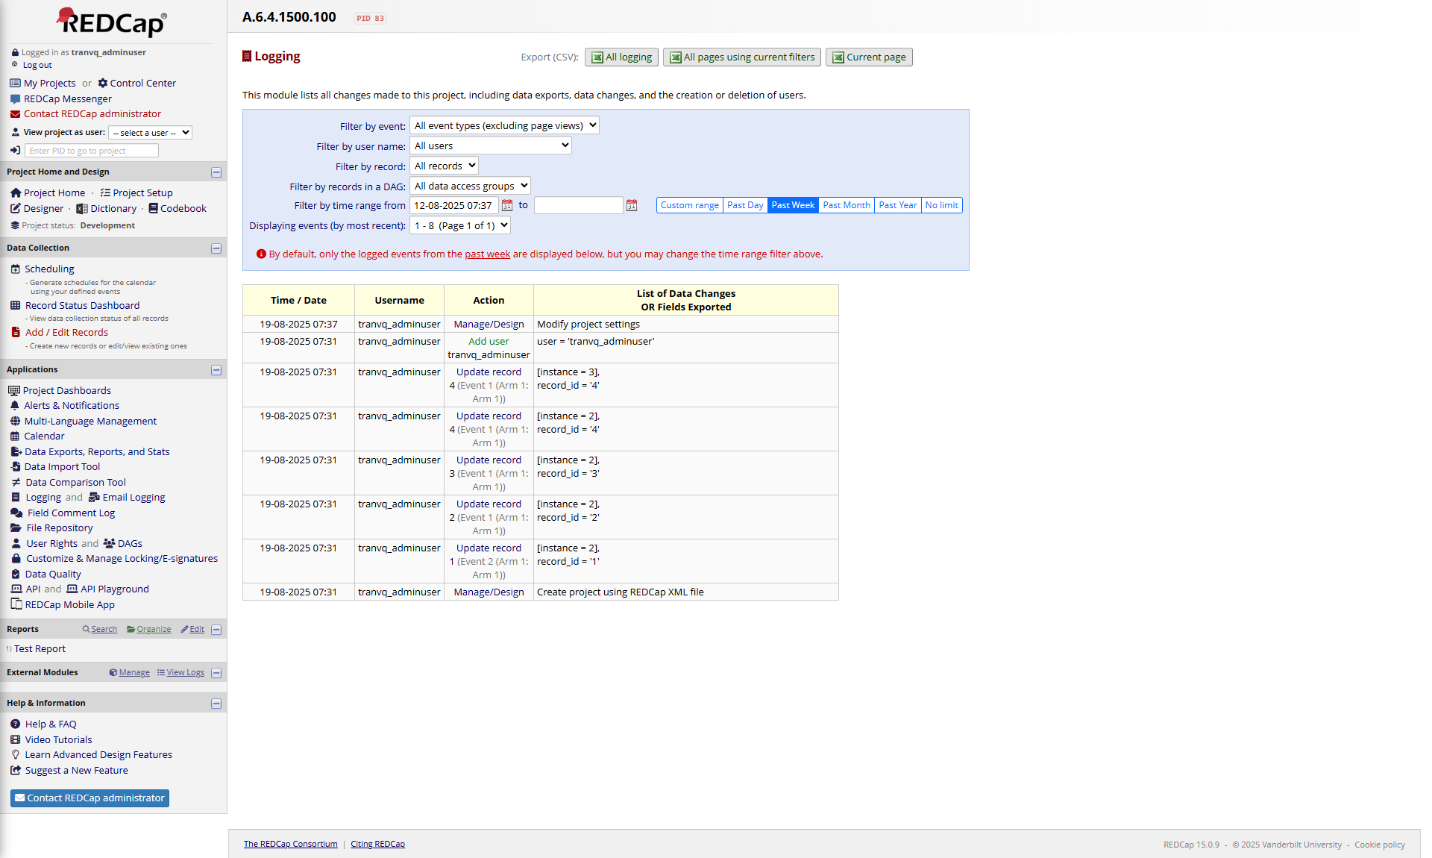 REDCap®
Logged in as tranvq_adminuser
Log out
My Projects or Control Center
REDCap Messenger
Contact REDCap administrator
View project as user: -- select a user --
Enter PID to go to project
Project Home and Design
Project Home · Project Setup
Designer · Dictionary · Codebook
Project status: Development
Data Collection
Scheduling
- Generate schedules for the calendar
using your defined events
Record Status Dashboard
- View data collection status of all records
Add / Edit Records
- Create new records or edit/view existing ones
Applications
Project Dashboards
Alerts & Notifications
Multi-Language Management
Calendar
Data Exports, Reports, and Stats
Data Import Tool
Data Comparison Tool
Logging and Email Logging
Field Comment Log
File Repository
User Rights and DAGs
Customize & Manage Locking/E-signatures
Data Quality
API and API Playground
REDCap Mobile App
Reports Search Organize Edit
1) Test Report
External Modules Manage View Logs
Help & Information
Help & FAQ
Video Tutorials
Learn Advanced Design Features
Suggest a New Feature
Contact REDCap administrator
A.6.4.1500.100 PID 83
Logging Export (CSV): All logging All pages using current filters Current page
This module lists all changes made to this project, including data exports, data changes, and the creation or deletion of users.
Filter by event: All event types (excluding page views)
Filter by user name: All users
Filter by record: All records
Filter by records in a DAG: All data access groups
Filter by time range from 12-08-2025 07:37 to Custom range Past Day Past Week Past Month Past Year No limit
Displaying events (by most recent): 1 - 8 (Page 1 of 1)
By default, only the logged events from the past week are displayed below, but you may change the time range filter above.
Time / Date Username Action List of Data Changes
OR Fields Exported
19-08-2025 07:37 tranvq_adminuser Manage/Design Modify project settings
19-08-2025 07:31 tranvq_adminuser Add user user = 'tranvq_adminuser'
tranvq_adminuser
19-08-2025 07:31 tranvq_adminuser Update record [instance = 3],
4 (Event 1 (Arm 1: record_id = '4'
Arm 1))
19-08-2025 07:31 tranvq_adminuser Update record [instance = 2],
4 (Event 1 (Arm 1: record_id = '4'
Arm 1))
19-08-2025 07:31 tranvq_adminuser Update record [instance = 2],
3 (Event 1 (Arm 1: record_id = '3'
Arm 1))
19-08-2025 07:31 tranvq_adminuser Update record [instance = 2],
2 (Event 1 (Arm 1: record_id = '2'
Arm 1))
19-08-2025 07:31 tranvq_adminuser Update record [instance = 2],
1 (Event 2 (Arm 1: record_id = '1'
Arm 1))
19-08-2025 07:31 tranvq_adminuser Manage/Design Create project using REDCap XML file
The REDCap Consortium | Citing REDCap REDCap 15.0.9 - © 2025 Vanderbilt University - Cookie policy